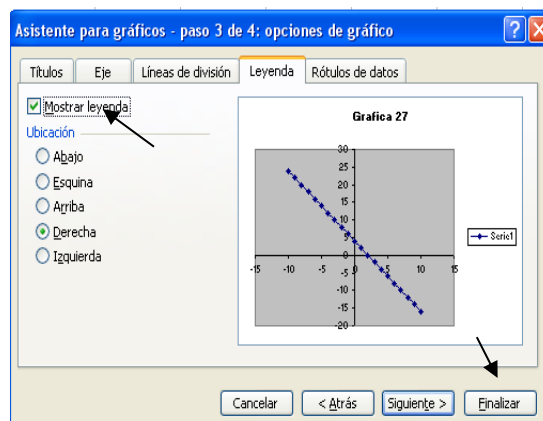 Asistente para gráficos - paso 3 de 4: opciones de gráfico
Títulos Eje Líneas de división Leyenda Rótulos de datos
Mostrar leyenda
Ubicación
Abajo
Esquina
Arriba
Derecha
Izquierda
Grafica 27
30
25
20
15
10
5
0
-15 -10 -5 0 5 10 15
-5
-10
-15
-20
Serie1
Cancelar < Atrás Siguiente > Finalizar